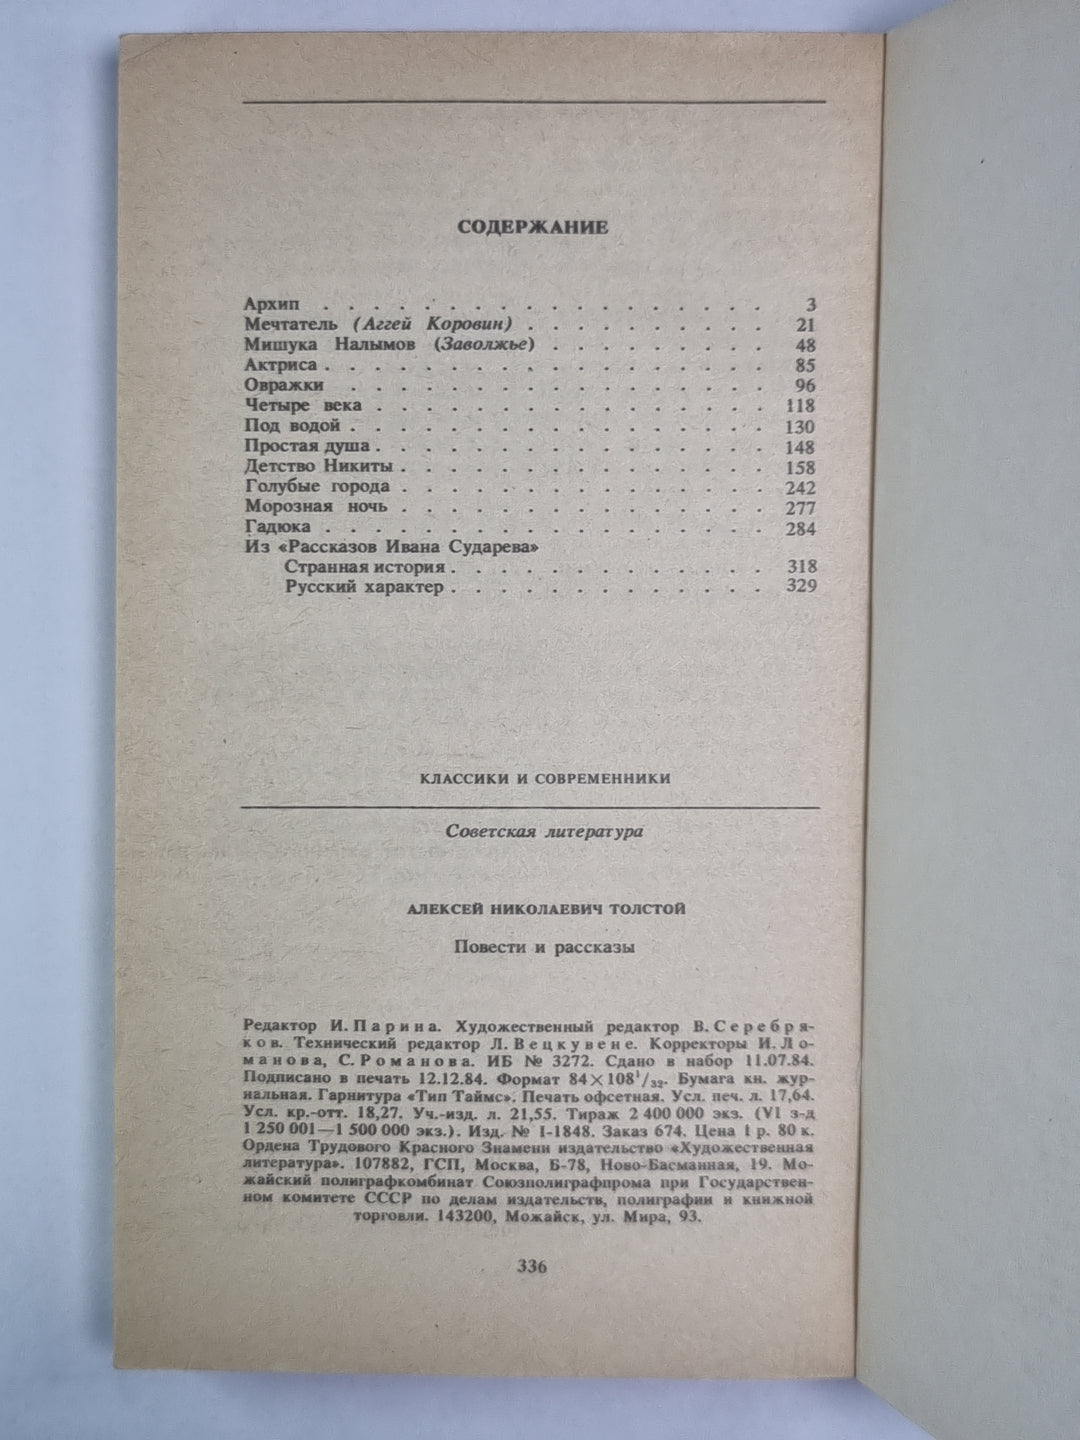 СОДЕРЖАНИЕ
Архип . . . . . . . . . . . . . . . . . . 3
Мечтатель (Аггей Коровин) . . . . . . . . . . 21
Мишука Налымов (Заволжье) . . . . . . . . . 48
Актриса . . . . . . . . . . . . . . . . . . 85
Овражки . . . . . . . . . . . . . . . . . 96
Четыре века . . . . . . . . . . . . . . . . 118
Под водой . . . . . . . . . . . . . . . . . 130
Простая душа . . . . . . . . . . . . . . . . 148
Детство Никиты . . . . . . . . . . . . . . . 158
Голубые города . . . . . . . . . . . . . . . 242
Морозная ночь . . . . . . . . . . . . . . . 277
Гадюка . . . . . . . . . . . . . . . . . . 284
Из «Рассказов Ивана Сударева»
Странная история . . . . . . . . . . . . . 318
Русский характер . . . . . . . . . . . . . 329
КЛАССИКИ И СОВРЕМЕННИКИ
Советская литература
АЛЕКСЕЙ НИКОЛАЕВИЧ ТОЛСТОЙ
Повести и рассказы
Редактор И. Парина. Художественный редактор В. Серебря-
ков. Технический редактор Л. Вецкувене. Корректоры И. Ло-
манова, С. Романова. ИБ № 3272. Сдано в набор 11.07.84.
Подписано в печать 12.12.84. Формат 84×108¹/₃₂. Бумага кн. жур-
нальная. Гарнитура «Тип Таймс». Печать офсетная. Усл. печ. л. 17,64.
Усл. кр.-отт. 18,27. Уч.-изд. л. 21,55. Тираж 2 400 000 экз. (VI з-д
1 250 001—1 500 000 экз.). Изд. № I-1848. Заказ 674. Цена 1 р. 80 к.
Ордена Трудового Красного Знамени издательство «Художественная
литература». 107882, ГСП, Москва, Б-78, Ново-Басманная, 19. Мо-
жайский полиграфкомбинат Союзполиграфпрома при Государствен-
ном комитете СССР по делам издательств, полиграфии и книжной
торговли. 143200, Можайск, ул. Мира, 93.
336